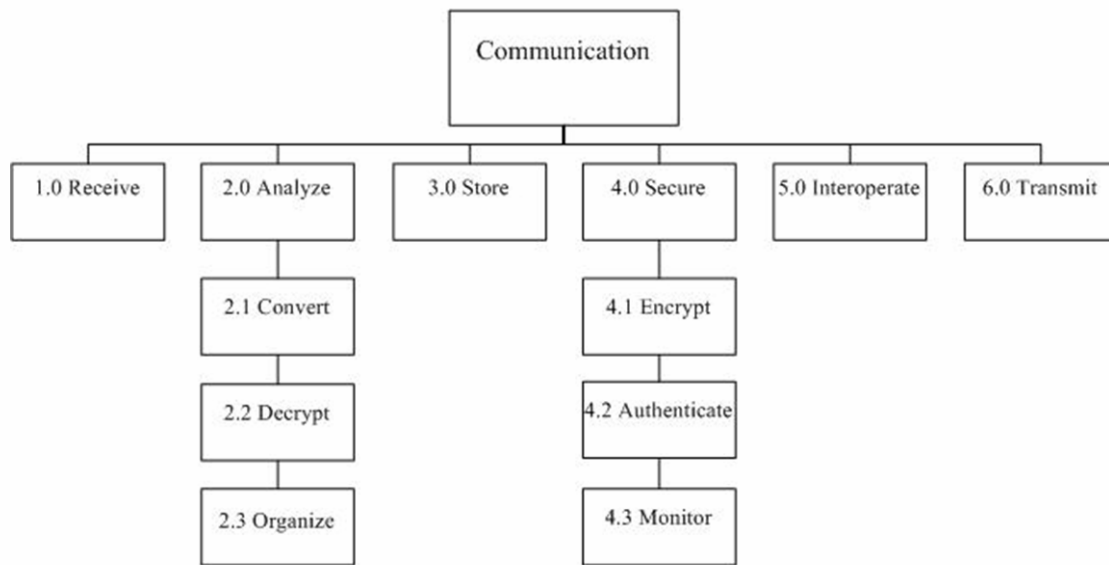 Communication
1.0 Receive
2.0 Analyze
3.0 Store
4.0 Secure
5.0 Interoperate
6.0 Transmit
2.1 Convert
4.1 Encrypt
2.2 Decrypt
4.2 Authenticate
2.3 Organize
4.3 Monitor